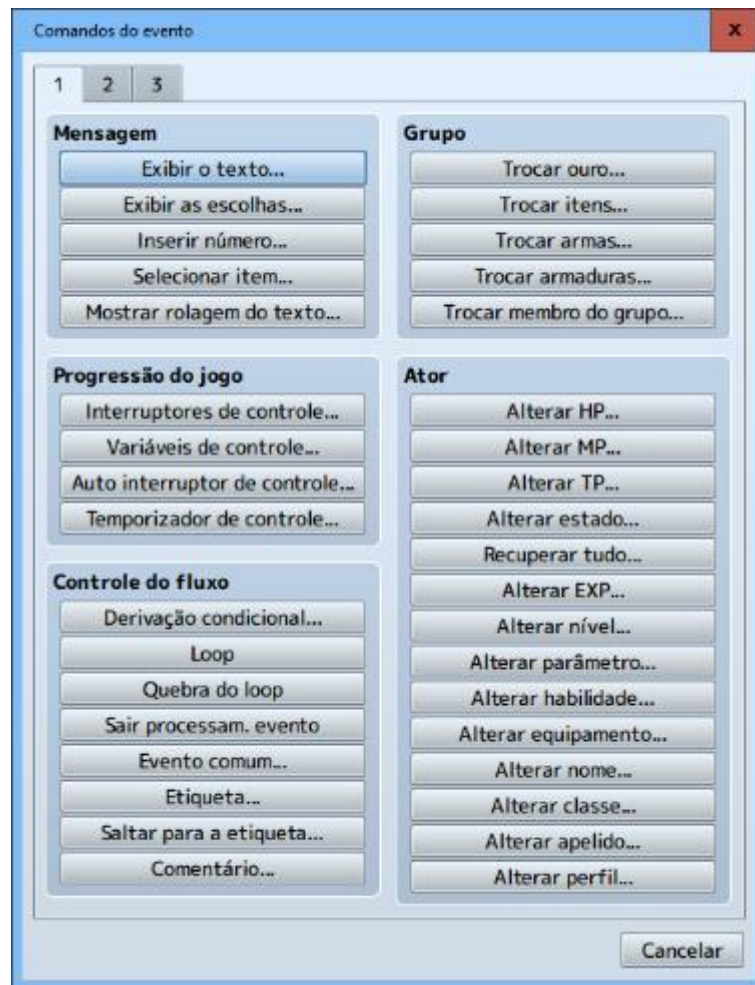 Comandos do evento
x
1 2 3
Mensagem
Exibir o texto...
Exibir as escolhas...
Inserir número...
Selecionar item...
Mostrar rolagem do texto...
Progressão do jogo
Interruptores de controle...
Variáveis de controle...
Auto interruptor de controle...
Temporizador de controle...
Controle do fluxo
Derivação condicional...
Loop
Quebra do loop
Sair processam. evento
Evento comum...
Etiqueta...
Saltar para a etiqueta...
Comentário...
Grupo
Trocar ouro...
Trocar itens...
Trocar armas...
Trocar armaduras...
Trocar membro do grupo...
Ator
Alterar HP...
Alterar MP...
Alterar TP...
Alterar estado...
Recuperar tudo...
Alterar EXP...
Alterar nível...
Alterar parâmetro...
Alterar habilidade...
Alterar equipamento...
Alterar nome...
Alterar classe...
Alterar apelido...
Alterar perfil...
Cancelar